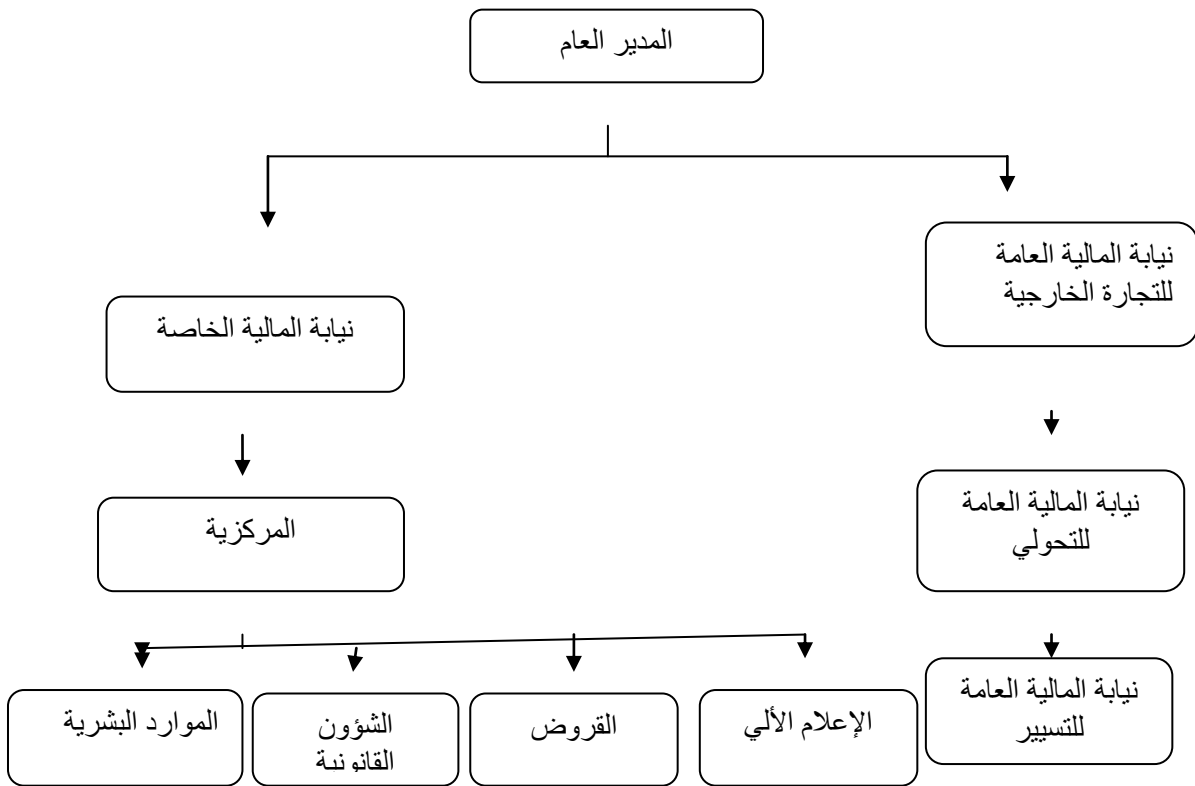 المدير العام
نيابة المالية العامة
للتجارة الخارجية
نيابة المالية الخاصة
نيابة المالية العامة
للتحولي
المركزية
نيابة المالية العامة
للتسيير
الإعلام الألي
القروض
الشؤون
القانونية
الموارد البشرية